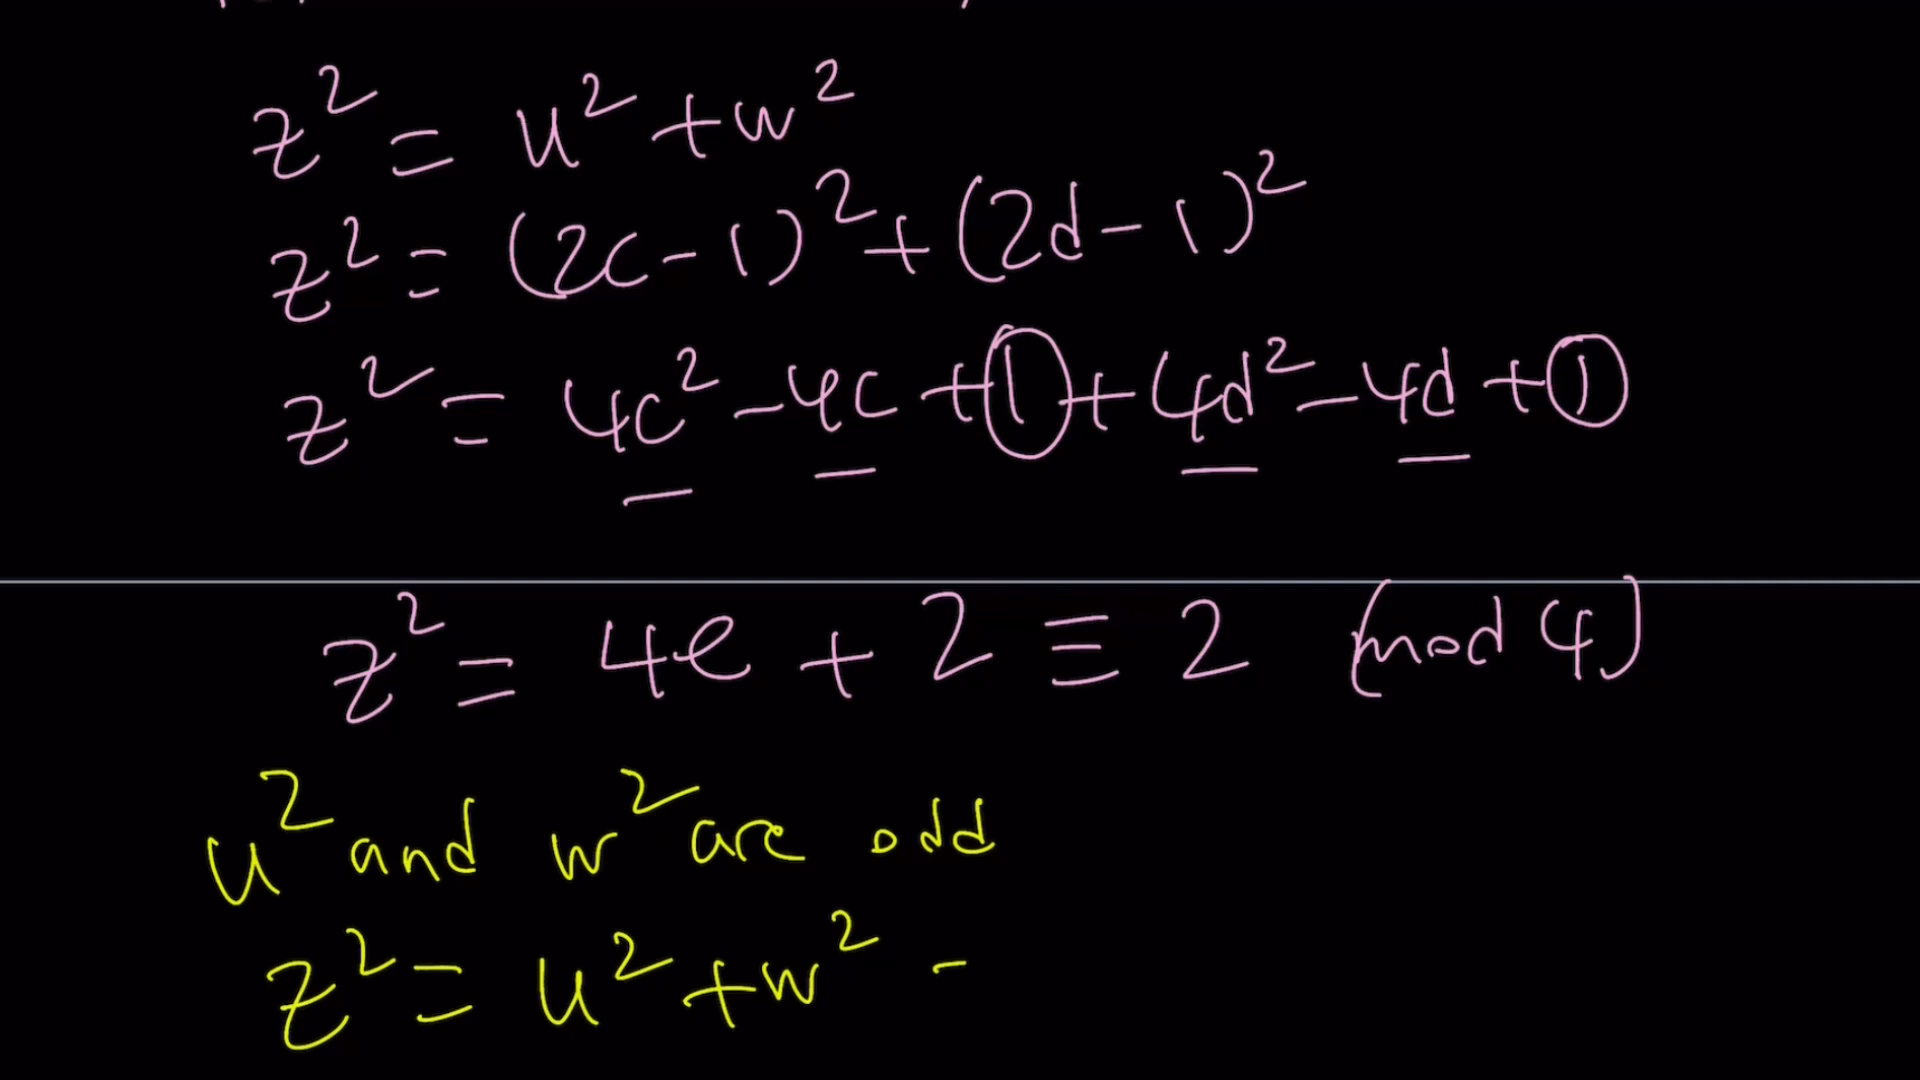 z² = u² + w²
z² = (2c - 1)² + (2d - 1)²
z² = 4c² - 4c + 1 + 4d² - 4d + 1
z² = 4e + 2 ≡ 2 (mod 4)
u² and w² are odd
z² = u² + w² -